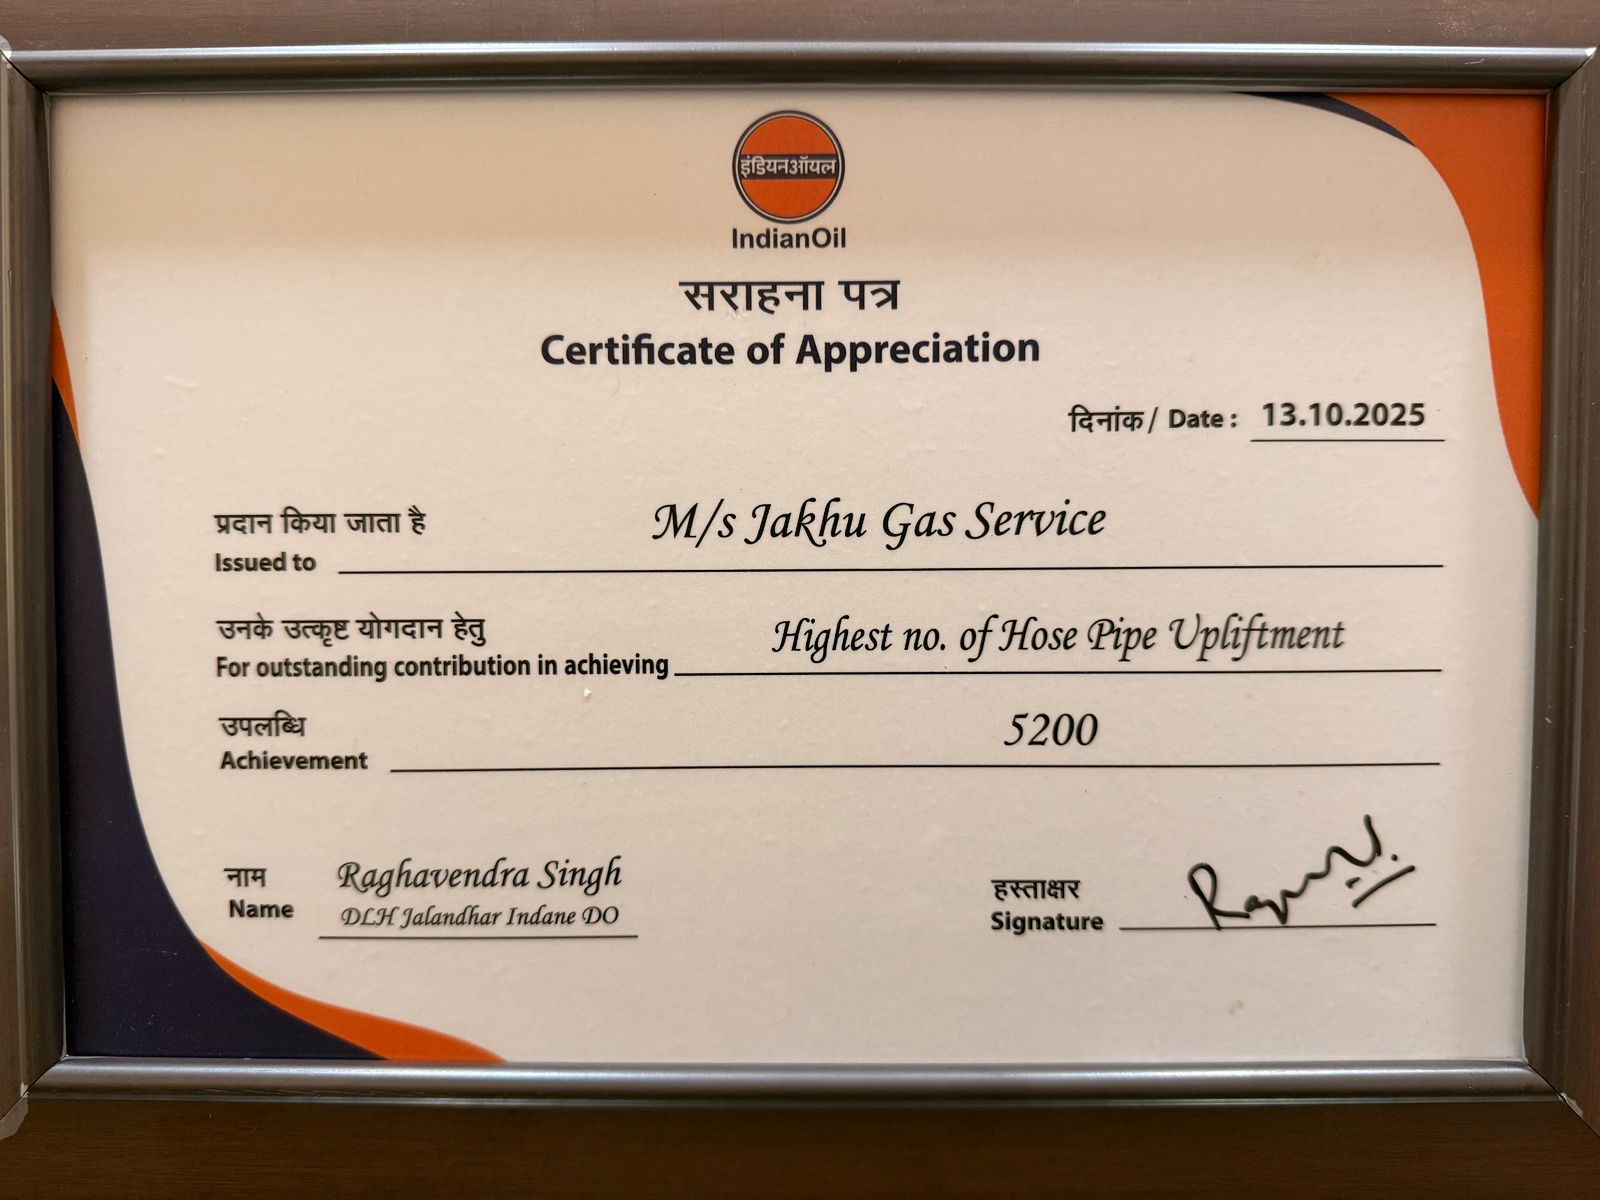 इंडियनऑयल
IndianOil
सराहना पत्र
Certificate of Appreciation
दिनांक/ Date : 13.10.2025
प्रदान किया जाता है
Issued to M/s Jakhu Gas Service
उनके उत्कृष्ट योगदान हेतु
For outstanding contribution in achieving Highest no. of Hose Pipe Upliftment
उपलब्धि
Achievement 5200
नाम
Name Raghavendra Singh
DLH Jalandhar Indane DO
हस्ताक्षर
Signature